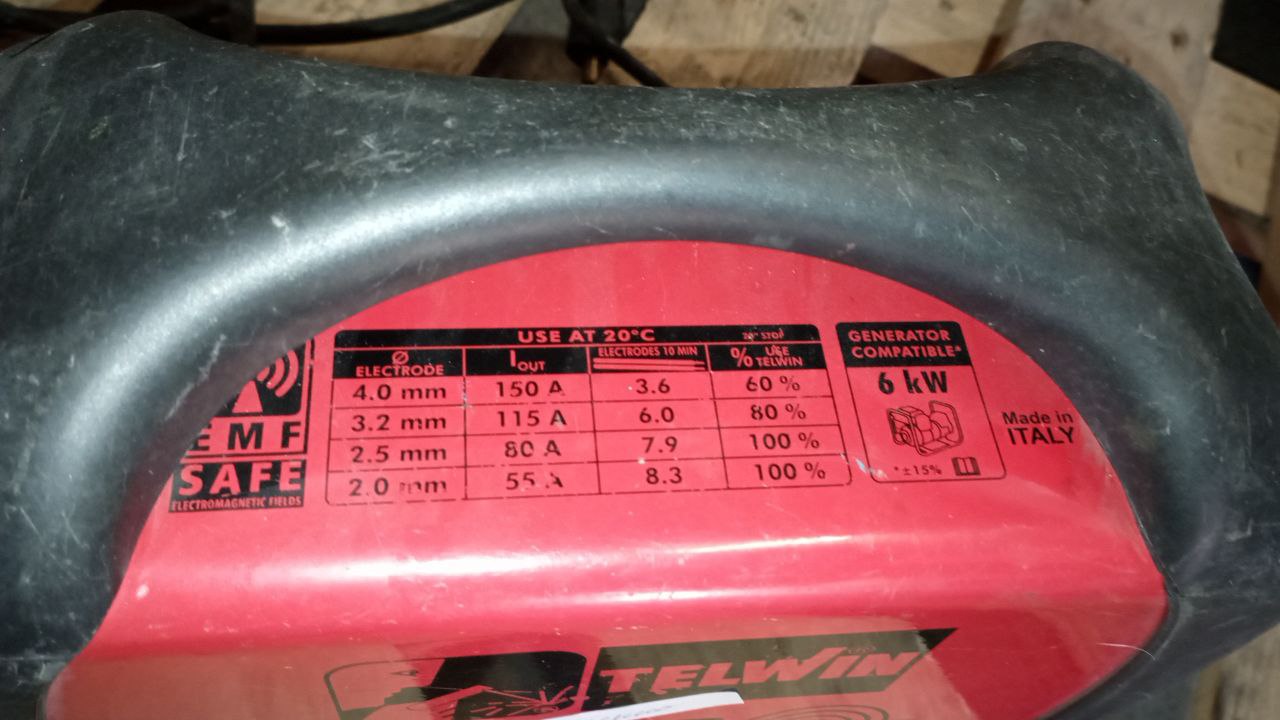 USE AT 20°C
Ø ELECTRODE IOUT ELECTRODES 10 MIN % USE TELWIN
4.0 mm 150 A 3.6 60 %
3.2 mm 115 A 6.0 80 %
2.5 mm 80 A 7.9 100 %
2.0 mm 55 A 8.3 100 %
EMF
SAFE
ELECTROMAGNETIC FIELDS
GENERATOR
COMPATIBLE*
6 kW
*±15%
Made in
ITALY
TELWIN®